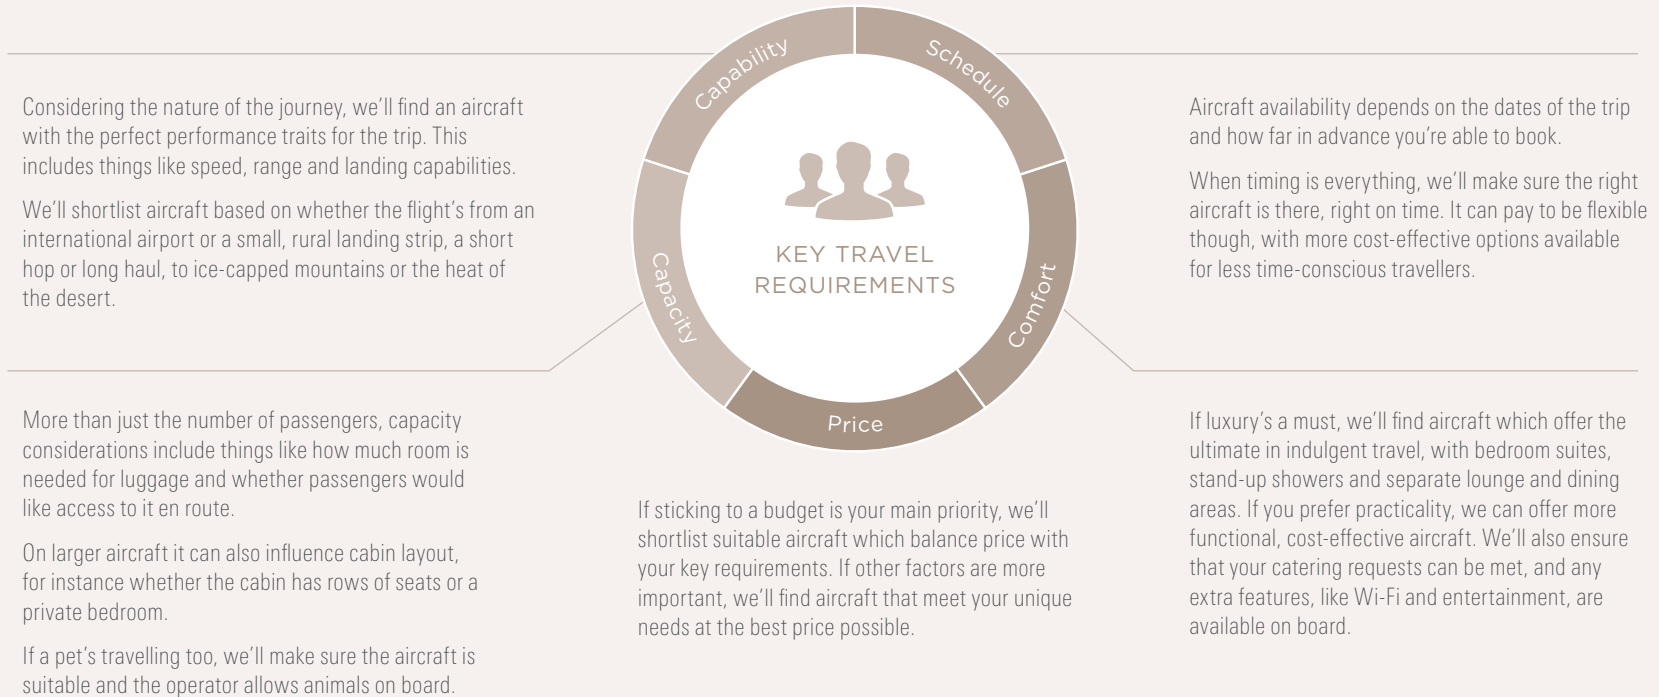 Capability
Considering the nature of the journey, we'll find an aircraft
with the perfect performance traits for the trip. This
includes things like speed, range and landing capabilities.
We'll shortlist aircraft based on whether the flight's from an
international airport or a small, rural landing strip, a short
hop or long haul, to ice-capped mountains or the heat of
the desert.
Schedule
Aircraft availability depends on the dates of the trip
and how far in advance you're able to book.
When timing is everything, we'll make sure the right
aircraft is there, right on time. It can pay to be flexible
though, with more cost-effective options available
for less time-conscious travellers.
KEY TRAVEL
REQUIREMENTS
Capacity
More than just the number of passengers, capacity
considerations include things like how much room is
needed for luggage and whether passengers would
like access to it en route.
On larger aircraft it can also influence cabin layout,
for instance whether the cabin has rows of seats or a
private bedroom.
If a pet's travelling too, we'll make sure the aircraft is
suitable and the operator allows animals on board.
Price
If sticking to a budget is your main priority, we'll
shortlist suitable aircraft which balance price with
your key requirements. If other factors are more
important, we'll find aircraft that meet your unique
needs at the best price possible.
Comfort
If luxury's a must, we'll find aircraft which offer the
ultimate in indulgent travel, with bedroom suites,
stand-up showers and separate lounge and dining
areas. If you prefer practicality, we can offer more
functional, cost-effective aircraft. We'll also ensure
that your catering requests can be met, and any
extra features, like Wi-Fi and entertainment, are
available on board.